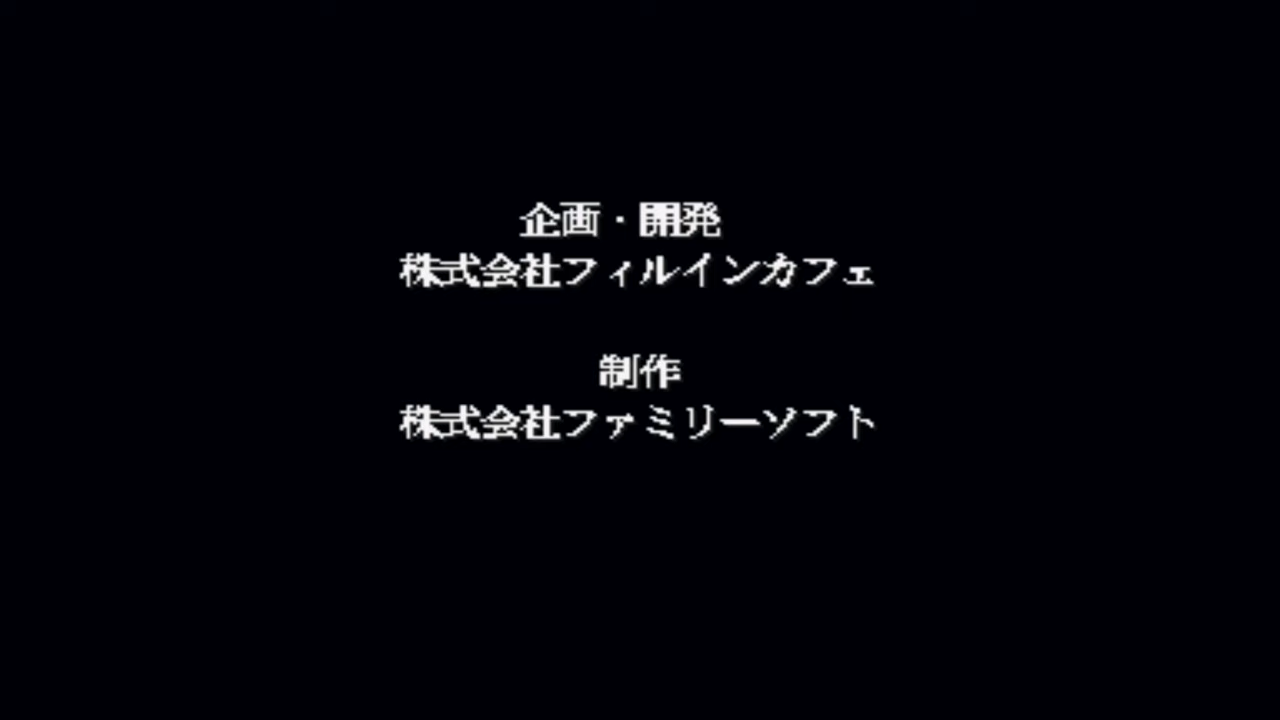 企画・開発
株式会社フィルインカフェ
制作
株式会社ファミリーソフト